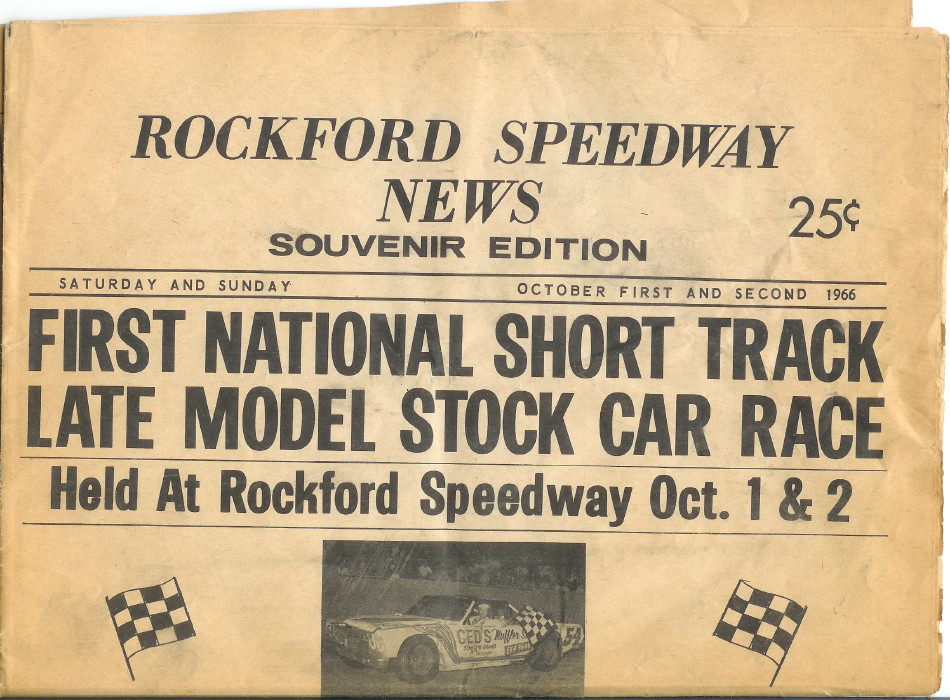 ROCKFORD SPEEDWAY
NEWS
25¢
SOUVENIR EDITION
SATURDAY AND SUNDAY
OCTOBER FIRST AND SECOND 1966
FIRST NATIONAL SHORT TRACK
LATE MODEL STOCK CAR RACE
Held At Rockford Speedway Oct. 1 & 2
CED'S Muffler
54